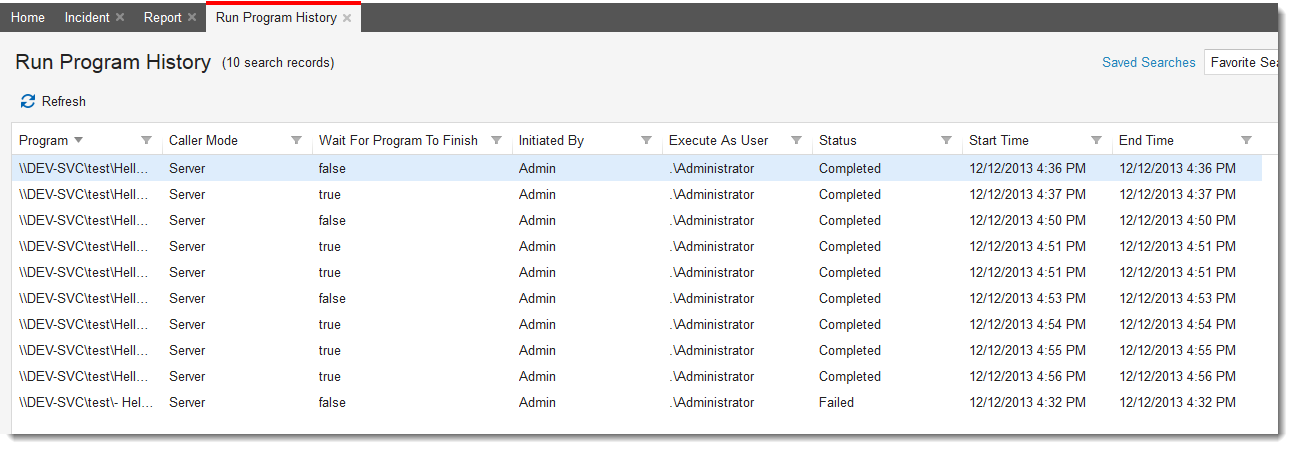 Home Incident Report Run Program History
Run Program History (10 search records) Saved Searches Favorite Sea
Refresh
Program Caller Mode Wait For Program To Finish Initiated By Execute As User Status Start Time End Time
\\DEV-SVC\test\Hell... Server false Admin .\Administrator Completed 12/12/2013 4:36 PM 12/12/2013 4:36 PM
\\DEV-SVC\test\Hell... Server true Admin .\Administrator Completed 12/12/2013 4:37 PM 12/12/2013 4:37 PM
\\DEV-SVC\test\Hell... Server false Admin .\Administrator Completed 12/12/2013 4:50 PM 12/12/2013 4:50 PM
\\DEV-SVC\test\Hell... Server true Admin .\Administrator Completed 12/12/2013 4:51 PM 12/12/2013 4:51 PM
\\DEV-SVC\test\Hell... Server true Admin .\Administrator Completed 12/12/2013 4:51 PM 12/12/2013 4:51 PM
\\DEV-SVC\test\Hell... Server false Admin .\Administrator Completed 12/12/2013 4:53 PM 12/12/2013 4:53 PM
\\DEV-SVC\test\Hell... Server true Admin .\Administrator Completed 12/12/2013 4:54 PM 12/12/2013 4:54 PM
\\DEV-SVC\test\Hell... Server true Admin .\Administrator Completed 12/12/2013 4:55 PM 12/12/2013 4:55 PM
\\DEV-SVC\test\Hell... Server true Admin .\Administrator Completed 12/12/2013 4:56 PM 12/12/2013 4:56 PM
\\DEV-SVC\test\- Hel... Server false Admin .\Administrator Failed 12/12/2013 4:32 PM 12/12/2013 4:32 PM